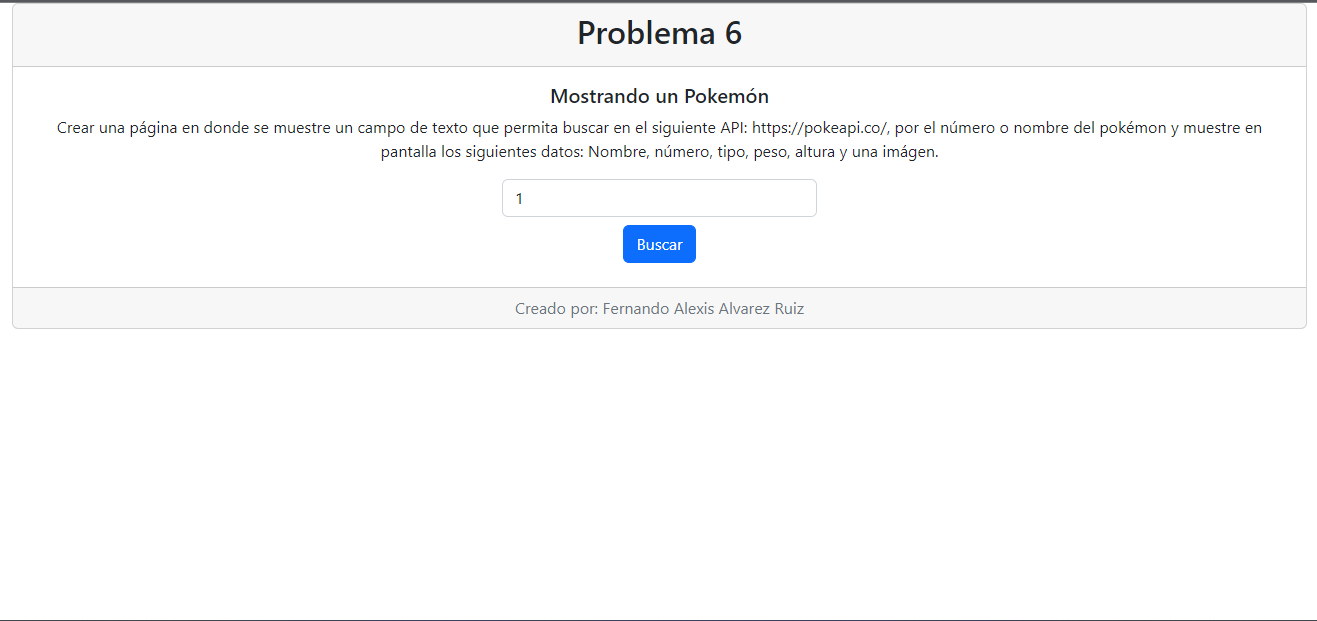 Problema 6
Mostrando un Pokemón
Crear una página en donde se muestre un campo de texto que permita buscar en el siguiente API: https://pokeapi.co/, por el número o nombre del pokémon y muestre en
pantalla los siguientes datos: Nombre, número, tipo, peso, altura y una imágen.
1
Buscar
Creado por: Fernando Alexis Alvarez Ruiz